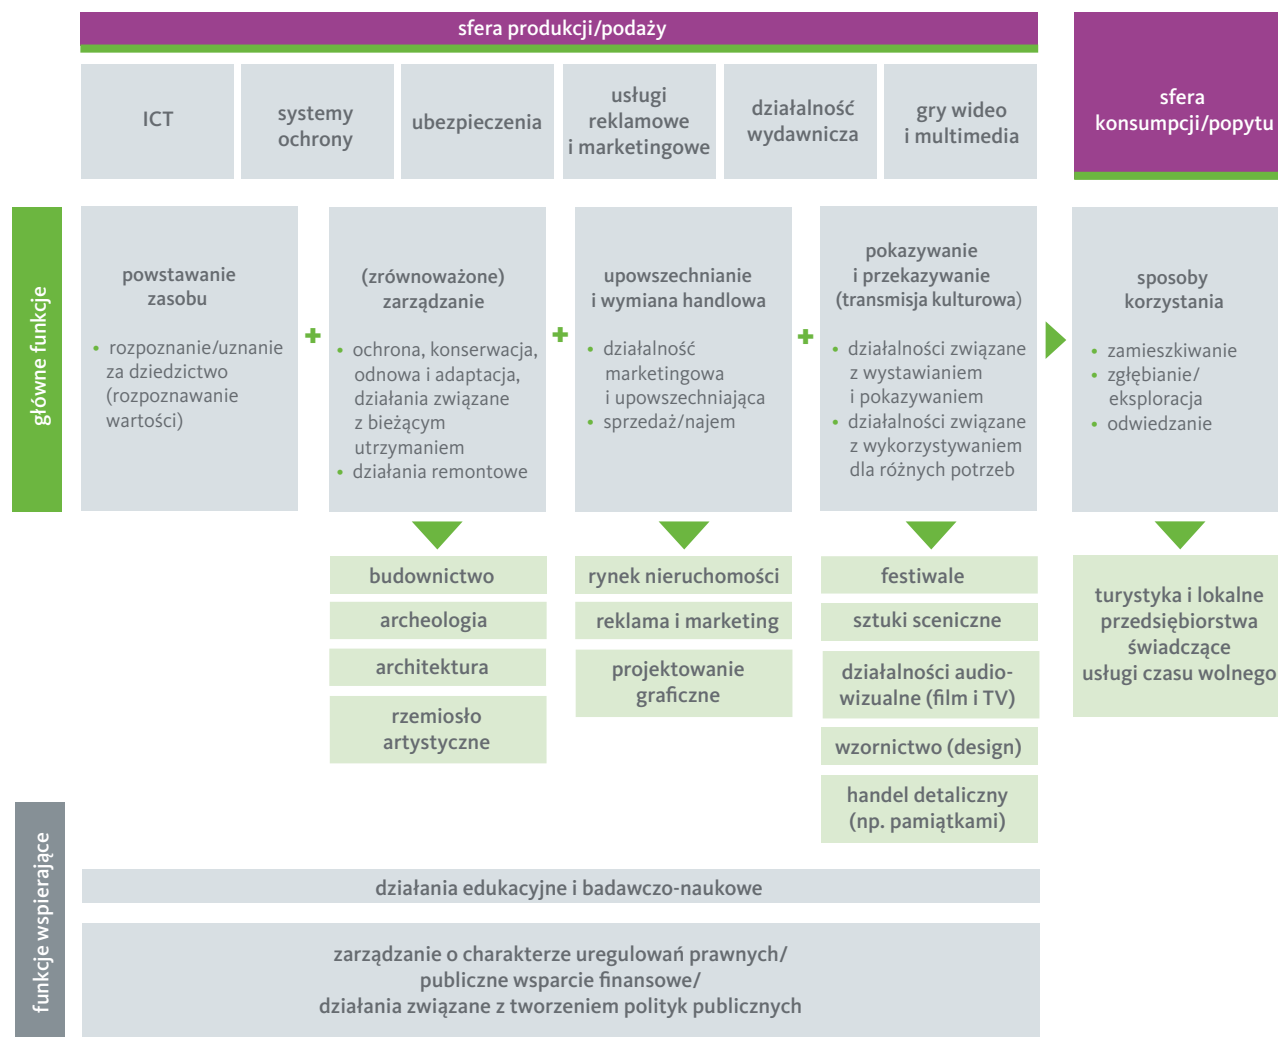 sfera produkcji/podaży
sfera
konsumpcji/popytu
ICT
systemy
ochrony
ubezpieczenia
usługi
reklamowe
i marketingowe
działalność
wydawnicza
gry wideo
i multimedia
główne funkcje
powstawanie
zasobu
• rozpoznanie/uznanie
za dziedzictwo
(rozpoznawanie
wartości)
+
(zrównoważone)
zarządzanie
• ochrona, konserwacja,
odnowa i adaptacja,
działania związane
z bieżącym
utrzymaniem
• działania remontowe
+
upowszechnianie
i wymiana handlowa
• działalność
marketingowa
i upowszechniająca
• sprzedaż/najem
+
pokazywanie
i przekazywanie
(transmisja kulturowa)
• działalności związane
z wystawianiem
i pokazywaniem
• działalności związane
z wykorzystywaniem
dla różnych potrzeb
sposoby
korzystania
• zamieszkiwanie
• zgłębianie/
eksploracja
• odwiedzanie
budownictwo
archeologia
architektura
rzemiosło
artystyczne
rynek nieruchomości
reklama i marketing
projektowanie
graficzne
festiwale
sztuki sceniczne
działalności audio-
wizualne (film i TV)
wzornictwo (design)
handel detaliczny
(np. pamiątkami)
turystyka i lokalne
przedsiębiorstwa
świadczące
usługi czasu wolnego
funkcje wspierające
działania edukacyjne i badawczo-naukowe
zarządzanie o charakterze uregulowań prawnych/
publiczne wsparcie finansowe/
działania związane z tworzeniem polityk publicznych